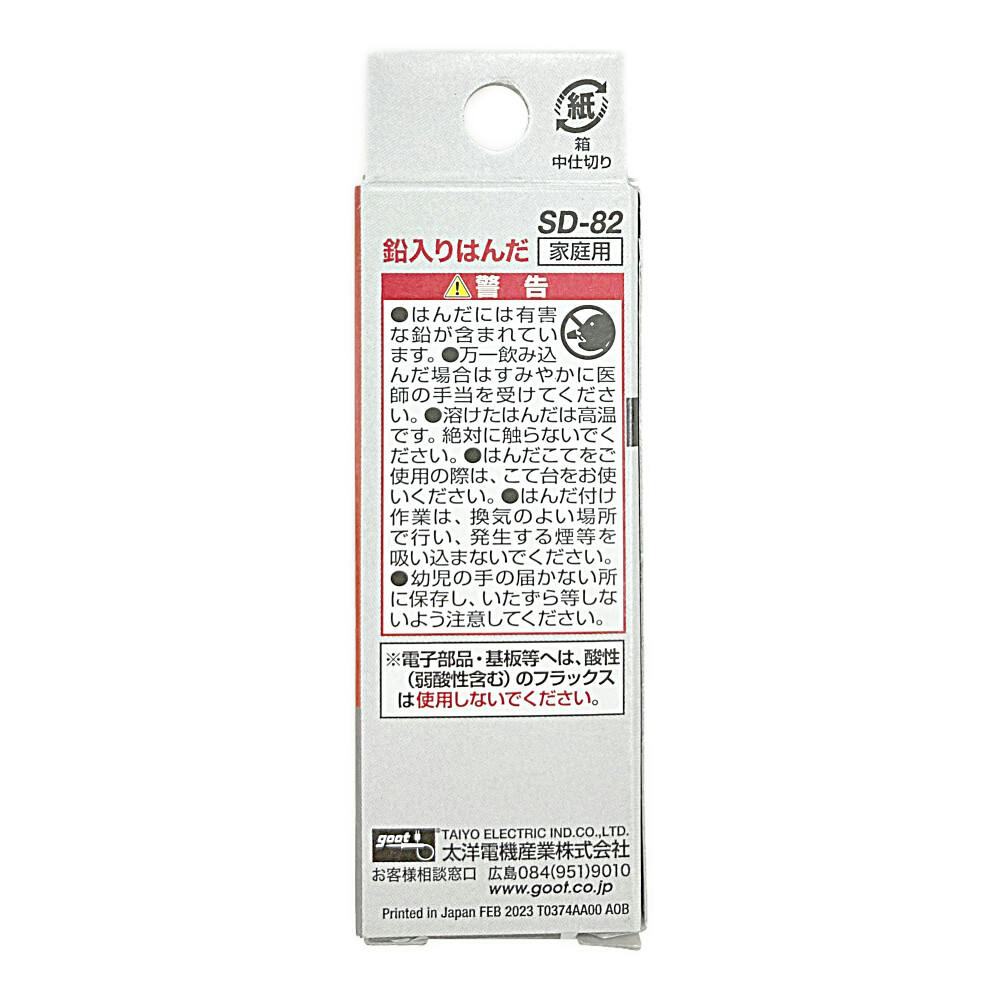 紙
箱
中仕切り
SD-82
鉛入りはんだ 家庭用
警告
●はんだには有害
な鉛が含まれてい
ます。●万一飲み込
んだ場合はすみやかに医
師の手当を受けてくださ
い。●溶けたはんだは高温
です。絶対に触らないでく
ださい。●はんだこてをご
使用の際は、こて台をお使
いください。●はんだ付け
作業は、換気のよい場所
で行い、発生する煙等を
吸い込まないでください。
●幼児の手の届かない所
に保存し、いたずら等しな
いよう注意してください。
※電子部品・基板等へは、酸性
（弱酸性含む）のフラックス
は使用しないでください。
goot TAIYO ELECTRIC IND.CO.,LTD.
太洋電機産業株式会社
お客様相談窓口 広島084(951)9010
www.goot.co.jp
Printed in Japan FEB 2023 T0374AA00 AOB